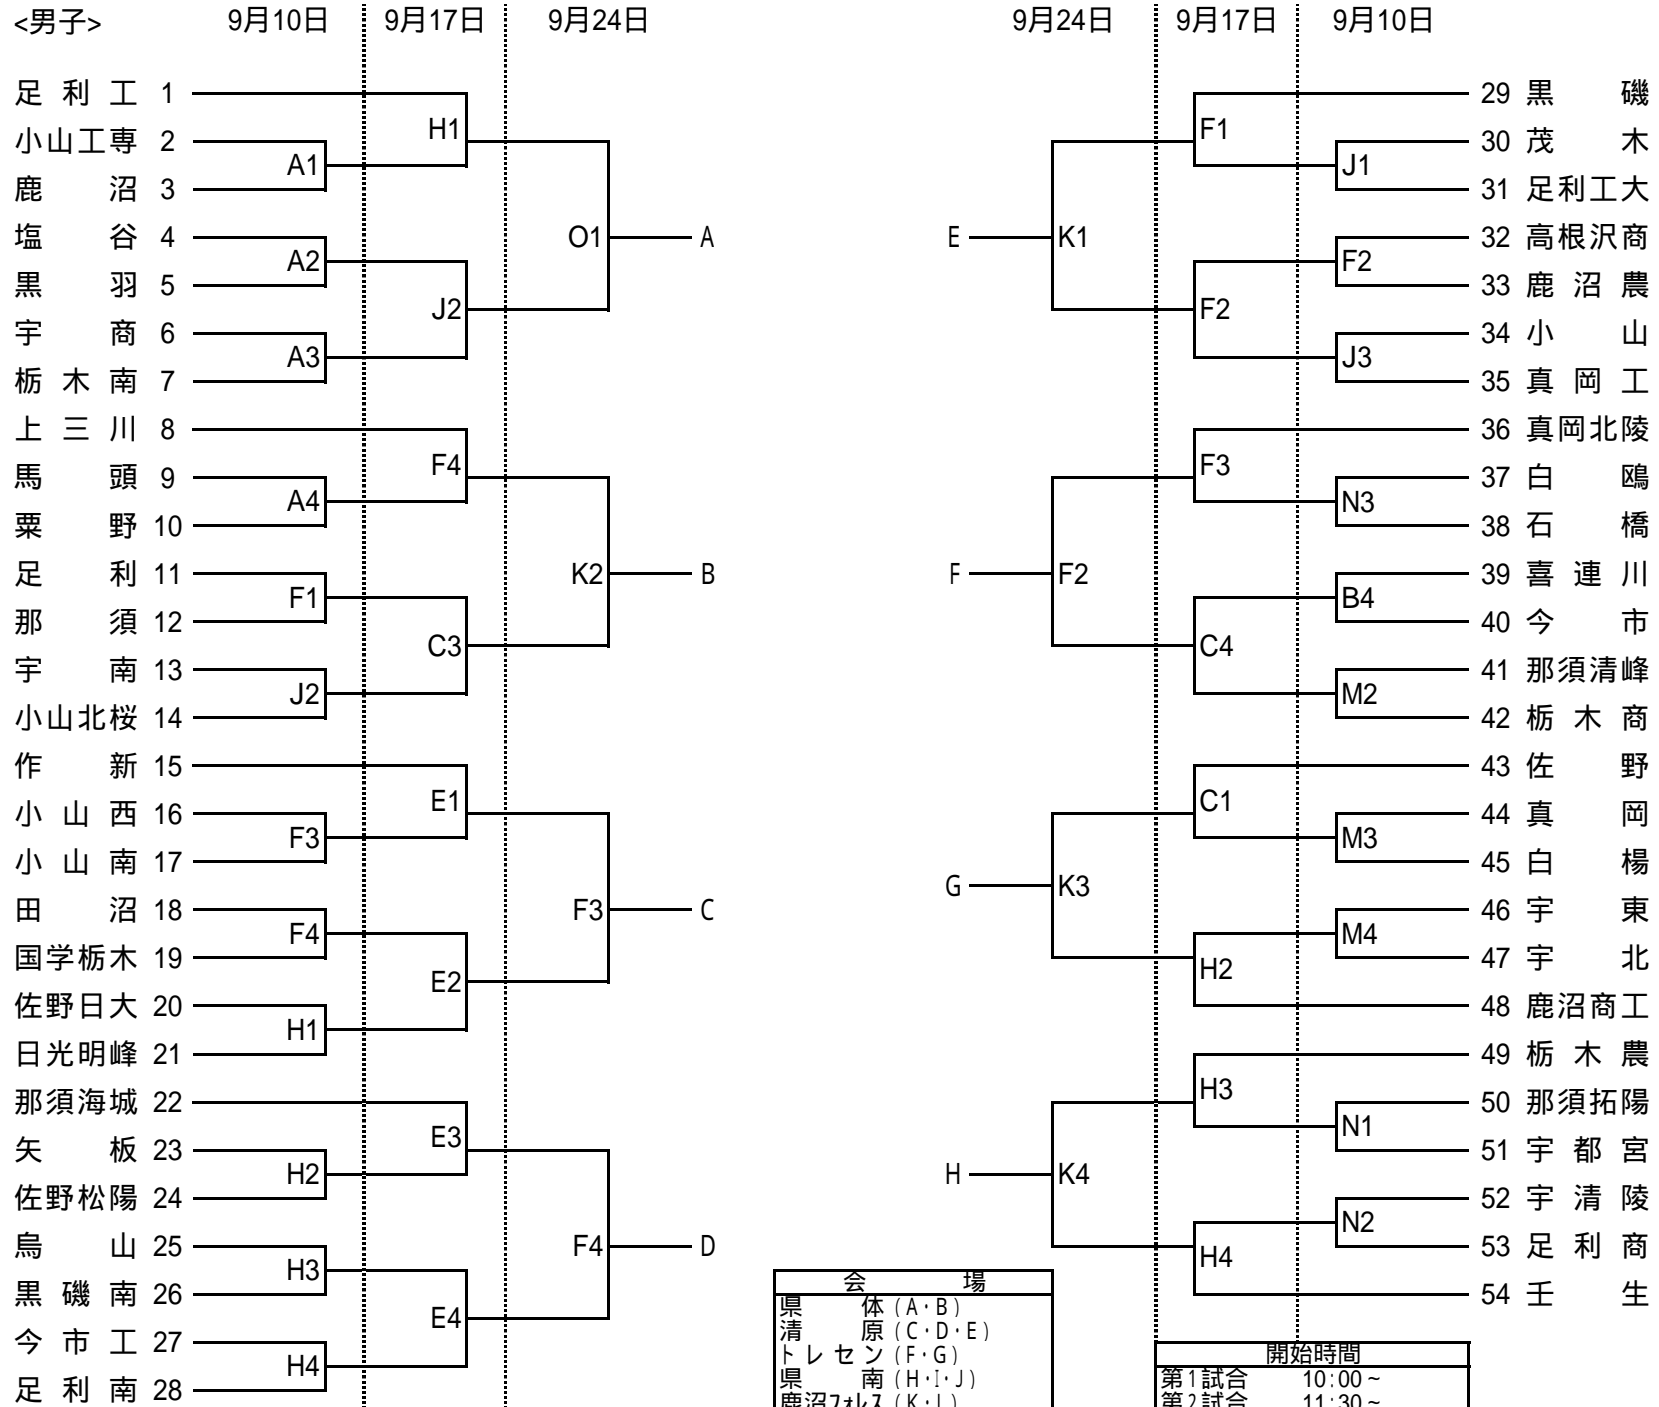 <男子>
9月10日 9月17日 9月24日
9月24日 9月17日 9月10日
足利工 1
小山工専 2
鹿沼 3
塩谷 4
黒羽 5
宇商 6
栃木南 7
上三川 8
馬頭 9
粟野 10
足利 11
那須 12
宇南 13
小山北桜 14
作新 15
小山西 16
小山南 17
田沼 18
国学栃木 19
佐野日大 20
日光明峰 21
那須海城 22
矢板 23
佐野松陽 24
烏山 25
黒磯南 26
今市工 27
足利南 28
A1
A2
A3
A4
F1
J2
F3
F4
H1
H2
H3
H4
H1
J2
F4
C3
E1
E2
E3
E4
O1
K2
F3
F4
A
B
C
D
E
F
G
H
K1
F2
K3
K4
F1
F2
F3
C4
C1
H2
H3
H4
J1
F2
J3
N3
B4
M2
M3
M4
N1
N2
29 黒磯
30 茂木
31 足利工大
32 高根沢商
33 鹿沼農
34 小山
35 真岡工
36 真岡北陵
37 白鴎
38 石橋
39 喜連川
40 今市
41 那須清峰
42 栃木商
43 佐野
44 真岡
45 白楊
46 宇東
47 宇北
48 鹿沼商工
49 栃木農
50 那須拓陽
51 宇都宮
52 宇清陵
53 足利商
54 壬生
会場
県体(A・B)
清原(C・D・E)
トレセン(F・G)
県南(H・I・J)
鹿沼フォレス(K・L)
開始時間
第1試合 10:00~
第2試合 11:30~